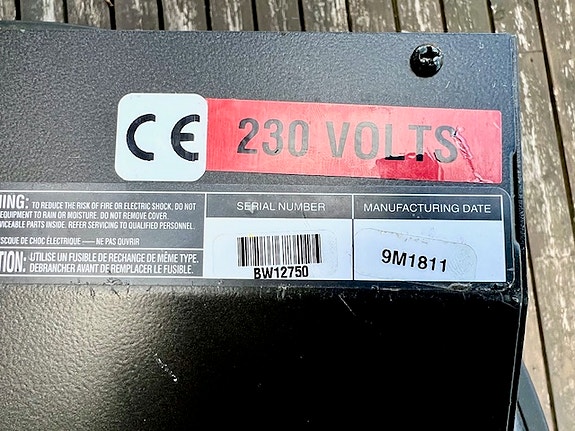 CE 230 VOLTS
NING: TO REDUCE THE RISK OF FIRE OR ELECTRIC SHOCK, DO NOT
EQUIPMENT TO RAIN OR MOISTURE. DO NOT REMOVE COVER.
VICEABLE PARTS INSIDE. REFER SERVICING TO QUALIFIED PERSONNEL.
ISQUE DE CHOC ÉLECTRIQUE — NE PAS OUVRIR
TION: UTILISE UN FUSIBLE DE RECHANGE DE MÊME TYPE.
DEBRANCHER AVANT DE REMPLACER LE FUSIBLE.
SERIAL NUMBER
BW12750
MANUFACTURING DATE
9M1811